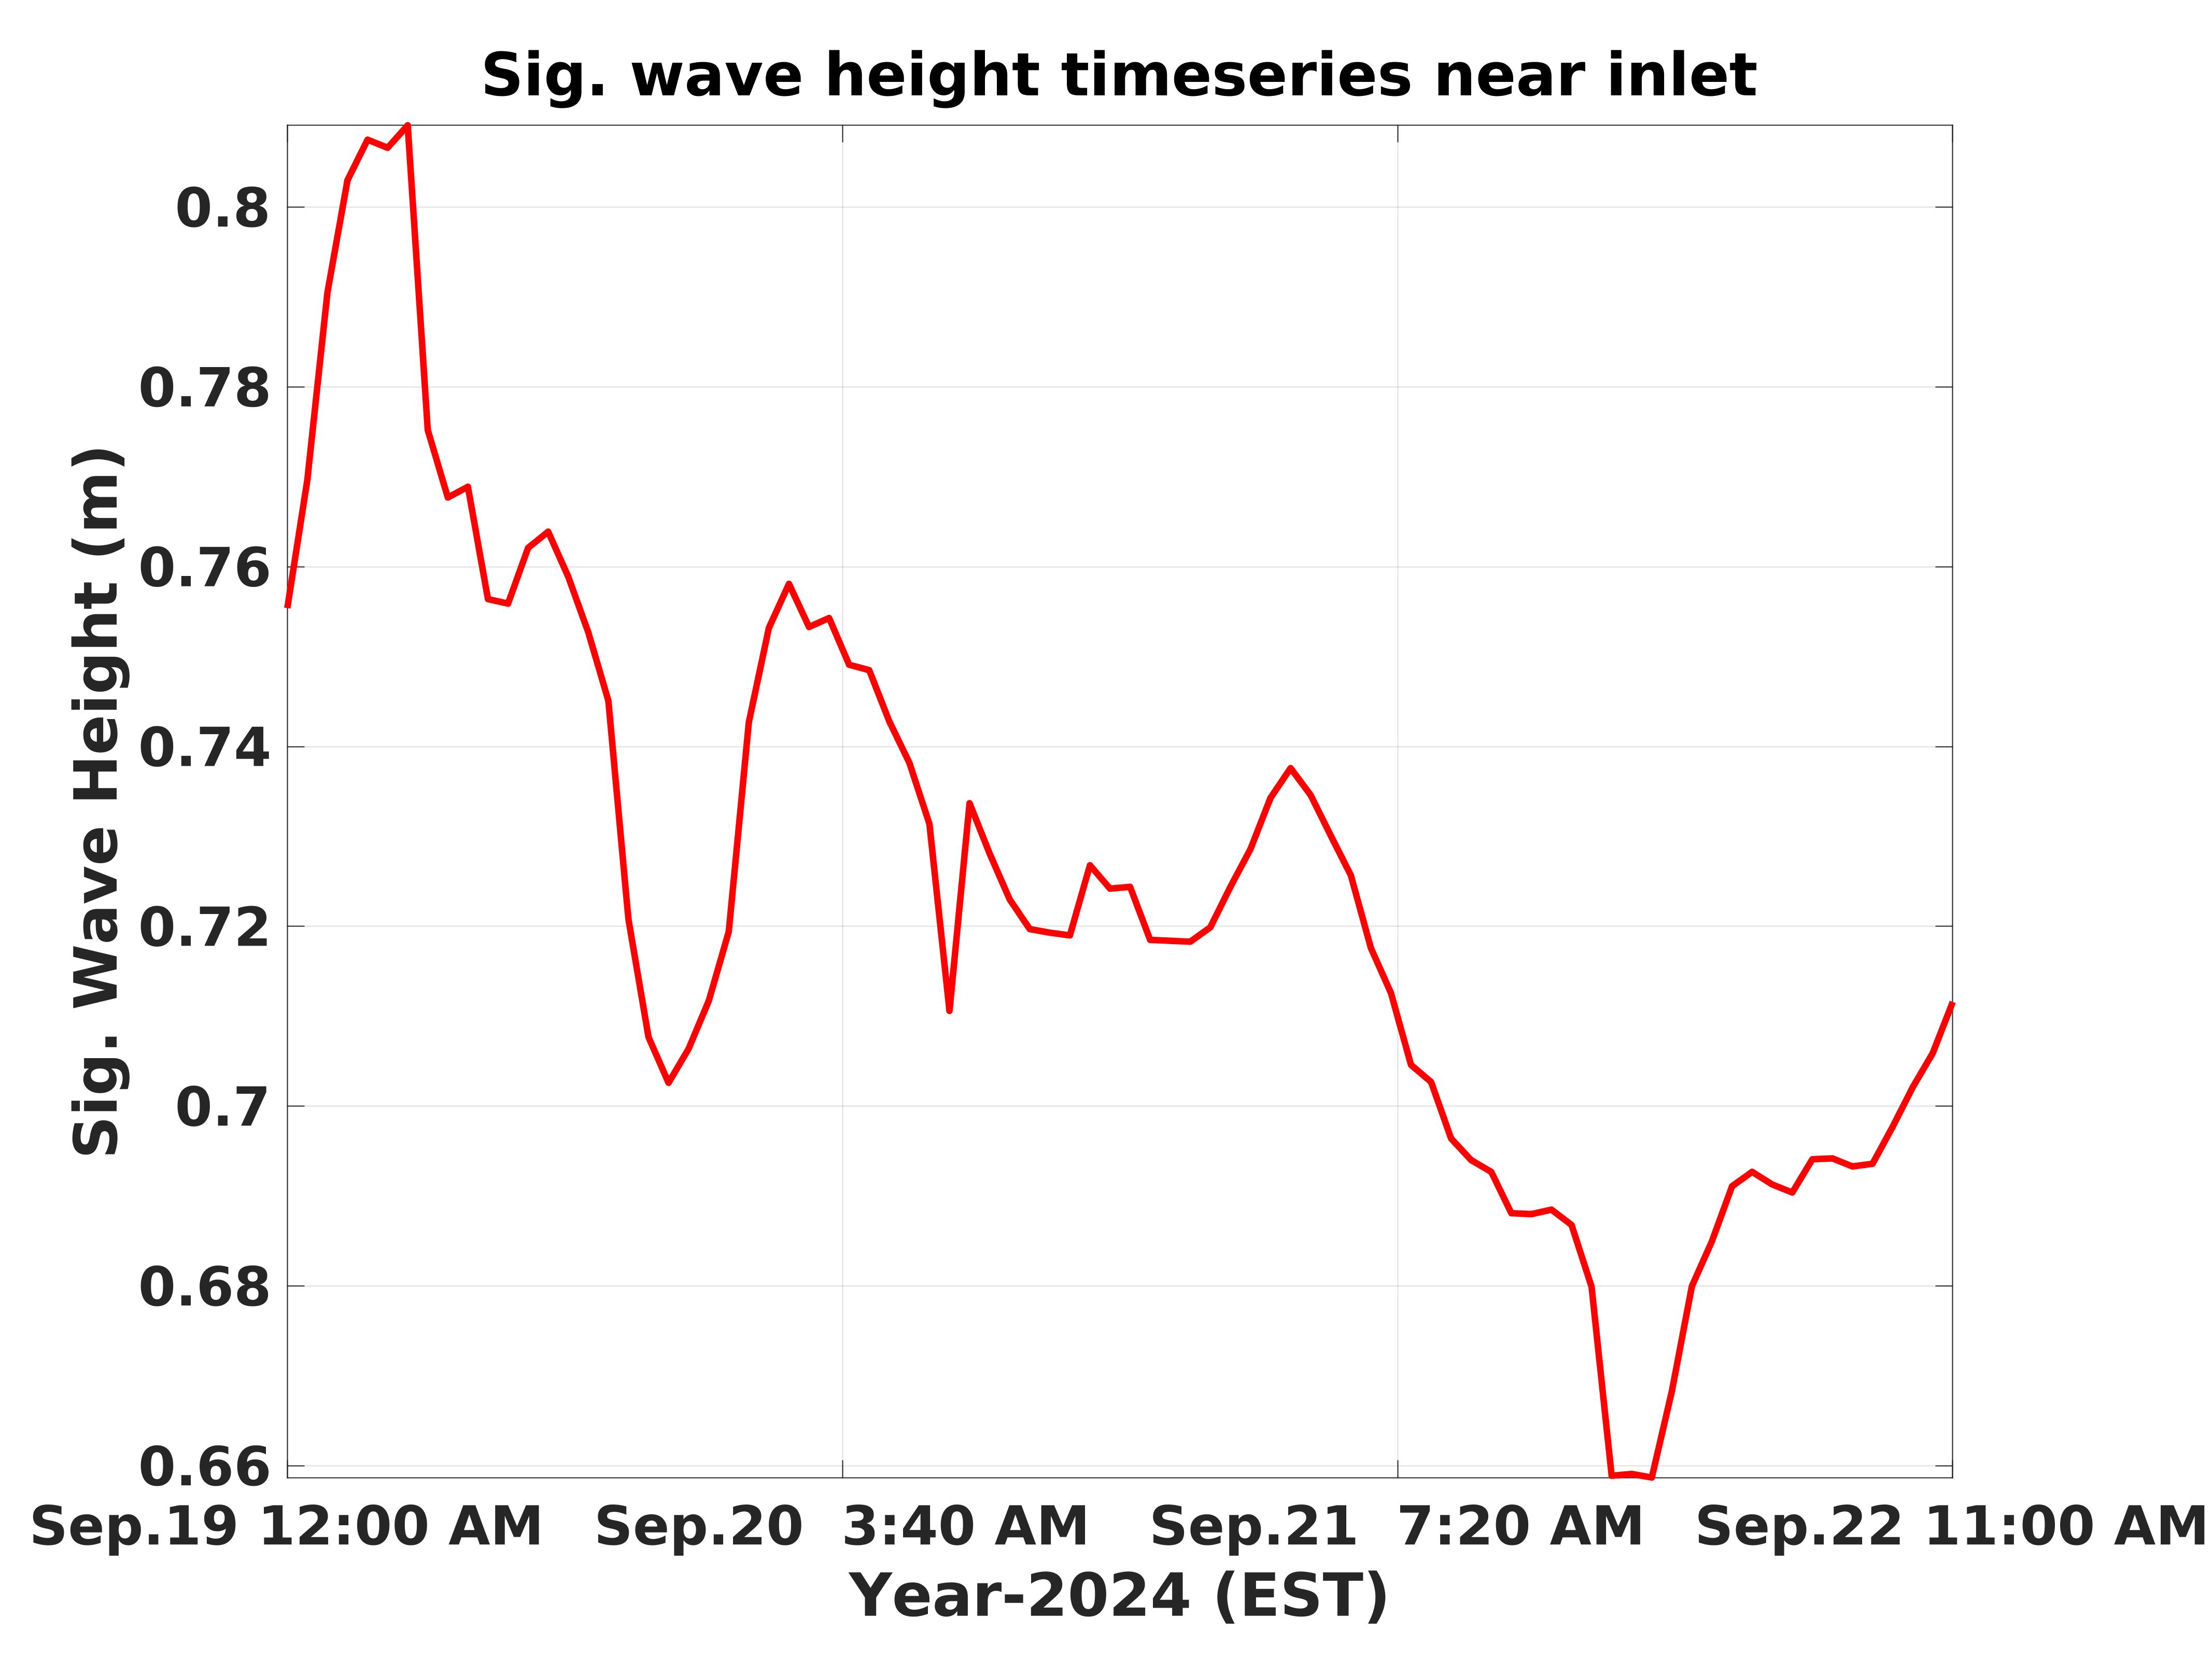 Sig. wave height timeseries near inlet
Sig. Wave Height (m)
0.8
0.78
0.76
0.74
0.72
0.7
0.68
0.66
Sep.19 12:00 AM Sep.20 3:40 AM Sep.21 7:20 AM Sep.22 11:00 AM
Year-2024 (EST)